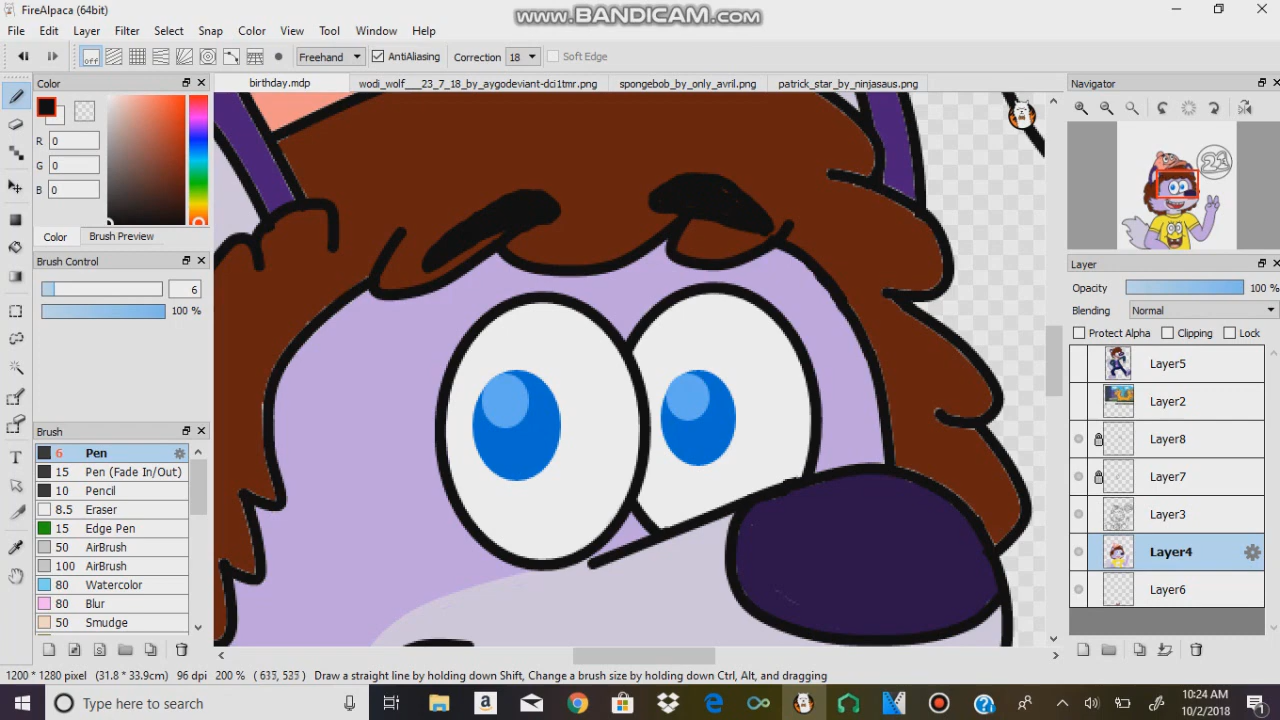 FireAlpaca (64bit)
www.BANDICAM.com
File Edit Layer Filter Select Snap Color View Tool Window Help
off Freehand AntiAliasing Correction 18 Soft Edge
Color
birthday.mdp wodi_wolf___23_7_18_by_aygodeviant-dci1tmr.png spongebob_by_only_avril.png patrick_star_by_ninjasaus.png
Navigator
R 0
G 0
B 0
23
Color Brush Preview
Brush Control
6
100 %
Layer
Opacity 100 %
Blending Normal
Protect Alpha Clipping Lock
Layer5
Layer2
Layer8
Layer7
Layer3
Layer4
Layer6
Brush
6 Pen
15 Pen (Fade In/Out)
10 Pencil
8.5 Eraser
15 Edge Pen
50 AirBrush
100 AirBrush
80 Watercolor
80 Blur
50 Smudge
1200 * 1280 pixel (31.8 * 33.9cm) 96 dpi 200 % ( 635, 525) Draw a straight line by holding down Shift, Change a brush size by holding down Ctrl, Alt, and dragging
Type here to search
10:24 AM
10/2/2018